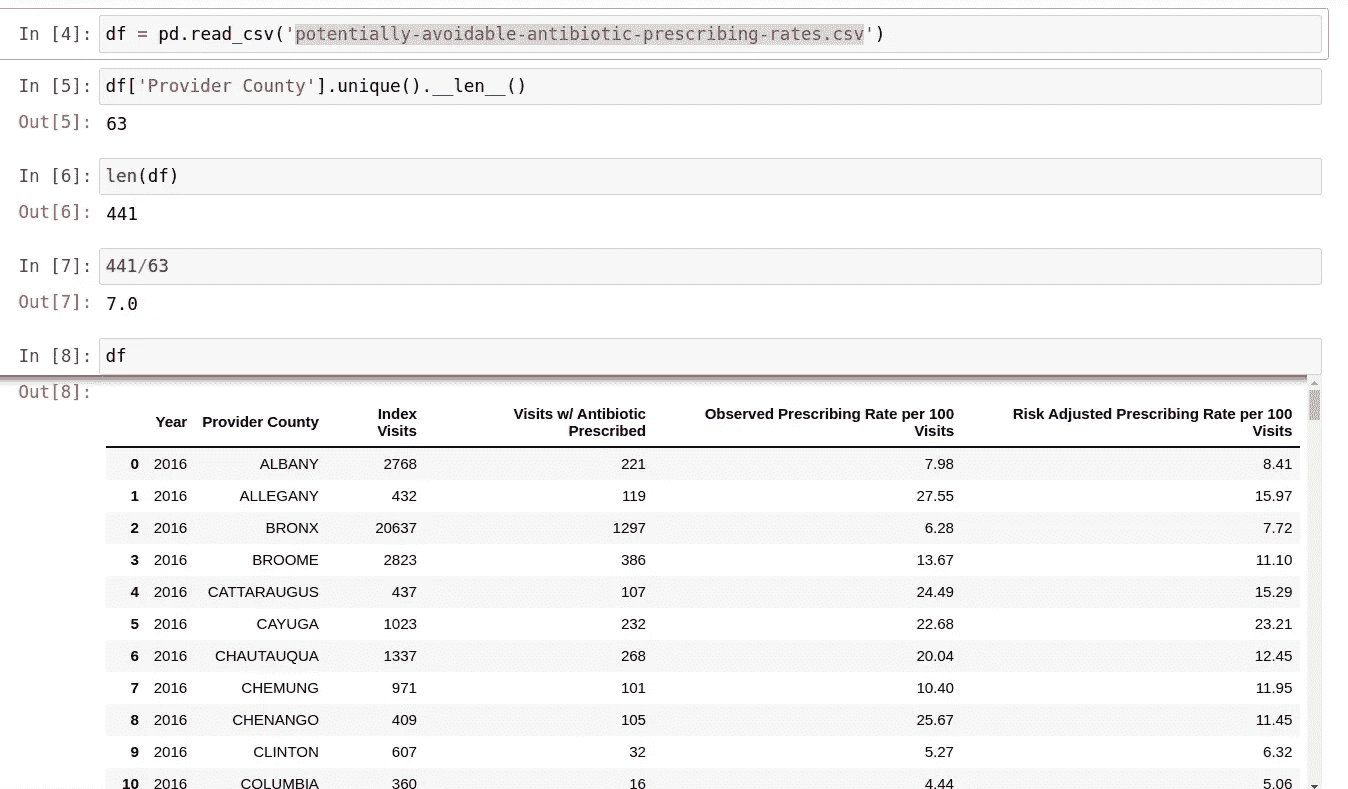 In [4]: df = pd.read_csv('potentially-avoidable-antibiotic-prescribing-rates.csv')
In [5]: df['Provider County'].unique().__len__()
Out[5]: 63
In [6]: len(df)
Out[6]: 441
In [7]: 441/63
Out[7]: 7.0
In [8]: df
Out[8]:
Year Provider County Index Visits Visits w/ Antibiotic Prescribed Observed Prescribing Rate per 100 Visits Risk Adjusted Prescribing Rate per 100 Visits
0 2016 ALBANY 2768 221 7.98 8.41
1 2016 ALLEGANY 432 119 27.55 15.97
2 2016 BRONX 20637 1297 6.28 7.72
3 2016 BROOME 2823 386 13.67 11.10
4 2016 CATTARAUGUS 437 107 24.49 15.29
5 2016 CAYUGA 1023 232 22.68 23.21
6 2016 CHAUTAUQUA 1337 268 20.04 12.45
7 2016 CHEMUNG 971 101 10.40 11.95
8 2016 CHENANGO 409 105 25.67 11.45
9 2016 CLINTON 607 32 5.27 6.32
10 2016 COLUMBIA 360 16 4.44 5.06